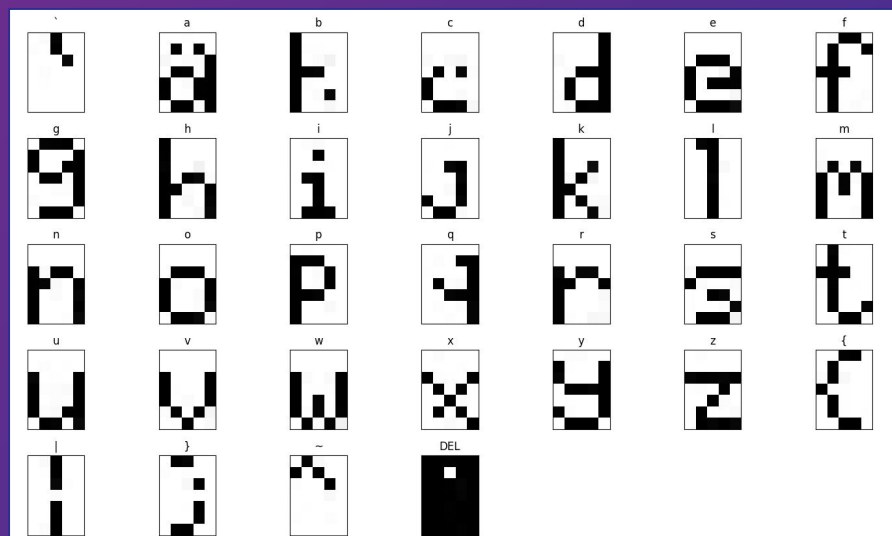 ` a b c d e f
g h i j k l m
n o p q r s t
u v w x y z {
| } ~ DEL